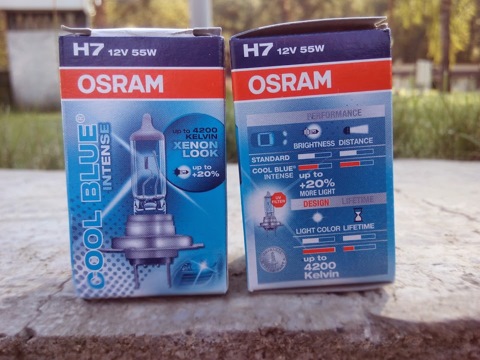 H7 12V 55W
OSRAM
COOL BLUE®
INTENSE
up to 4200
KELVIN
XENON
LOOK
up to
+20%
H7 12V 55W
OSRAM
PERFORMANCE
BRIGHTNESS DISTANCE
STANDARD
COOL BLUE®
INTENSE
up to
+20%
MORE LIGHT
UV
FILTER
DESIGN LIFETIME
LIGHT COLOR LIFETIME
up to
4200
Kelvin